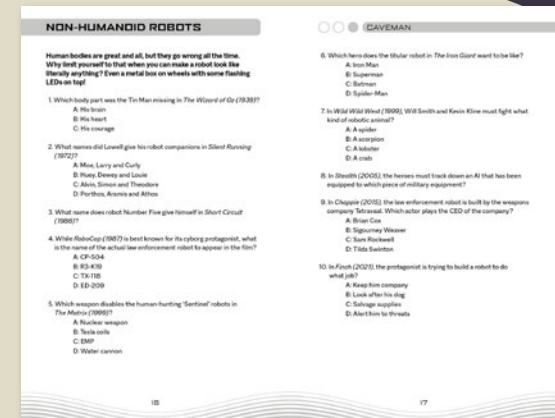 NON-HUMANOID ROBOTS
Human bodies are great and all, but they go wrong all the time.
Why limit yourself to that when you can make a robot look like
literally anything? Even a metal box on wheels with some flashing
LEDs on top!
1. Which body part was the Tin Man missing in The Wizard of Oz (1939)?
A: His brain
B: His heart
C: His courage
2. What names did Lowell give his robot companions in Silent Running
(1972)?
A: Moe, Larry and Curly
B: Huey, Dewey and Louie
C: Alvin, Simon and Theodore
D: Porthos, Aramis and Athos
3. What name does robot Number Five give himself in Short Circuit
(1986)?
4. While RoboCop (1987) is best known for its cyborg protagonist, what
is the name of the actual law enforcement robot to appear in the film?
A: CP-504
B: R3-K19
C: TX-11B
D: ED-209
5. Which weapon disables the human-hunting 'Sentinel' robots in
The Matrix (1999)?
A: Nuclear weapon
B: Tesla coils
C: EMP
D: Water cannon
16
CAVEMAN
6. Which hero does the titular robot in The Iron Giant want to be like?
A: Iron Man
B: Superman
C: Batman
D: Spider-Man
7. In Wild Wild West (1999), Will Smith and Kevin Kline must fight what
kind of robotic animal?
A: A spider
B: A scorpion
C: A lobster
D: A crab
8. In Stealth (2005), the heroes must track down an AI that has been
equipped to which piece of military equipment?
9. In Chappie (2015), the law enforcement robot is built by the weapons
company Tetravaal. Which actor plays the CEO of the company?
A: Brian Cox
B: Sigourney Weaver
C: Sam Rockwell
D: Tilda Swinton
10. In Finch (2021), the protagonist is trying to build a robot to do
what job?
A: Keep him company
B: Look after his dog
C: Salvage supplies
D: Alert him to threats
17